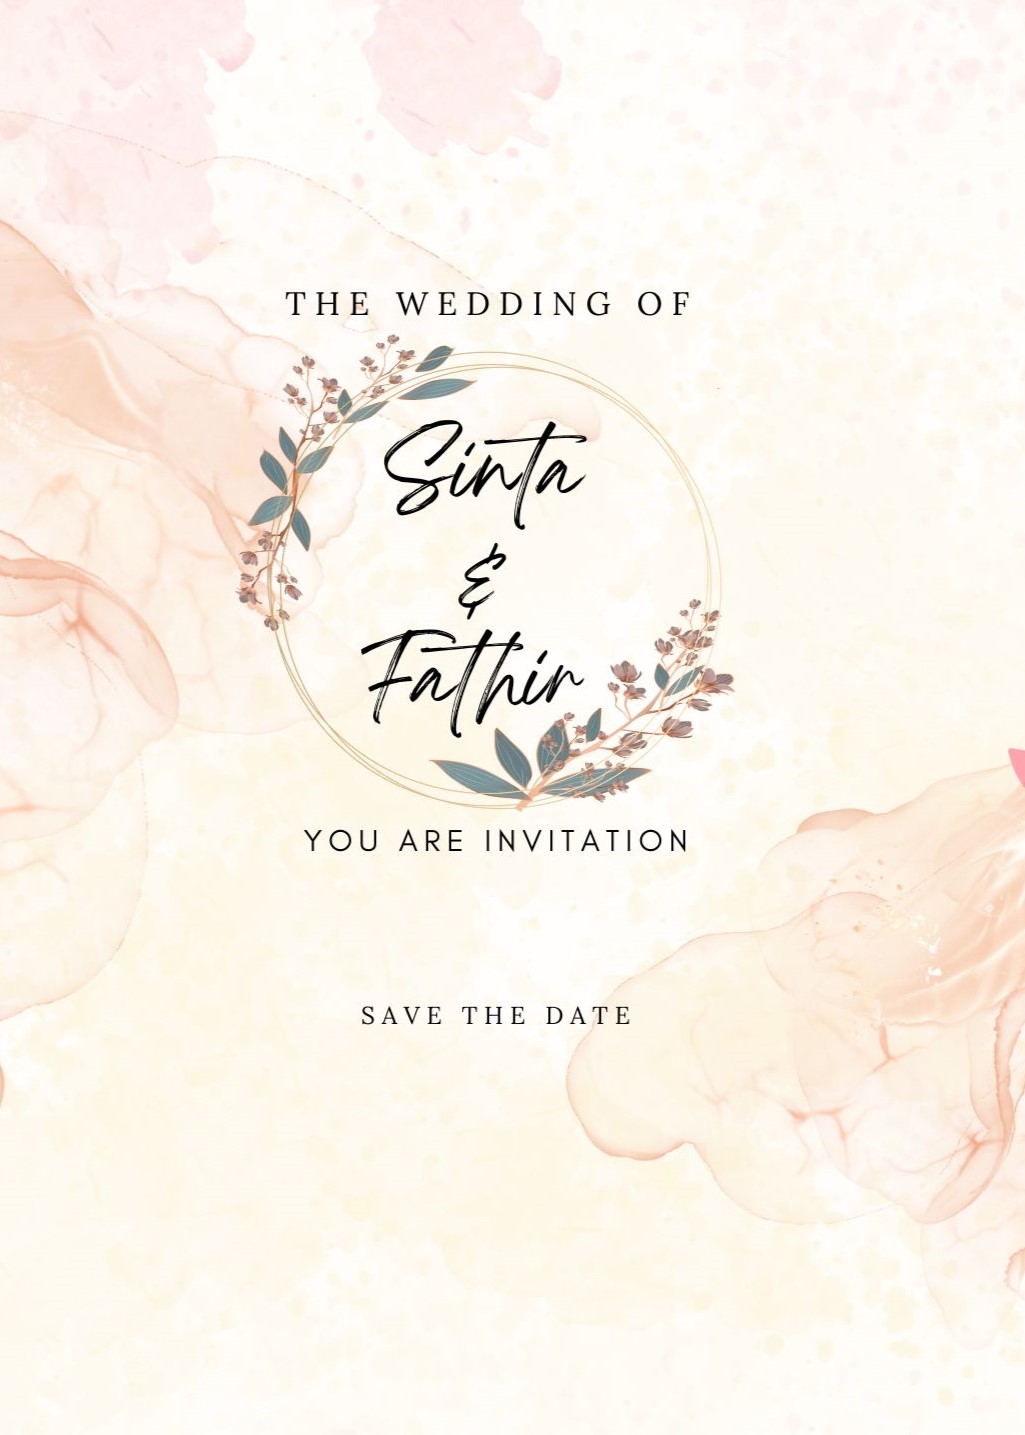 THE WEDDING OF
Sinta
&
Fathir
YOU ARE INVITATION
SAVE THE DATE